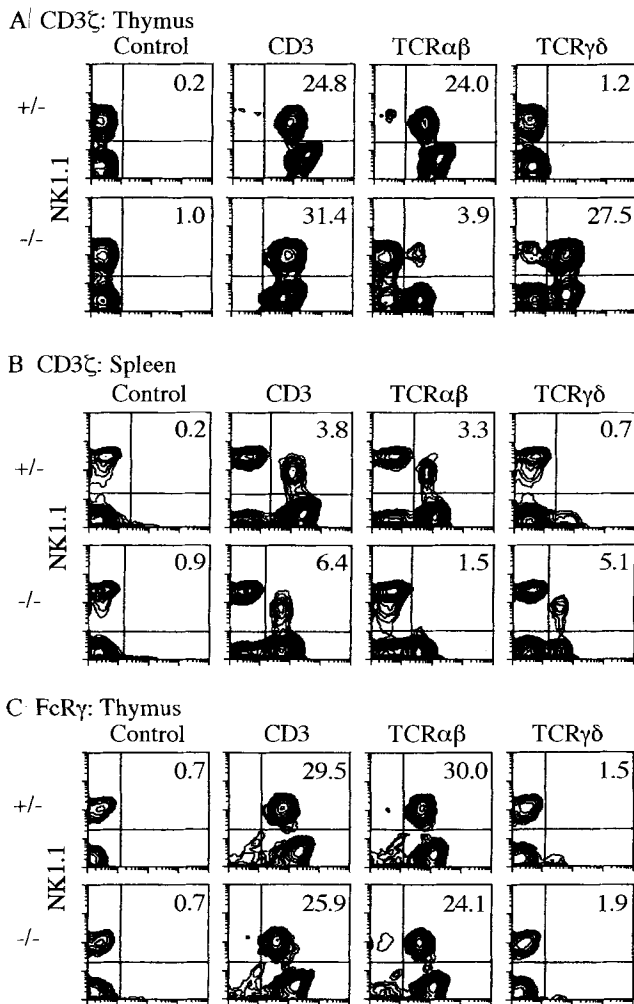 A CD3ζ: Thymus
Control CD3 TCRαβ TCRγδ
+/- 0.2 24.8 24.0 1.2
NK1.1
-/- 1.0 31.4 3.9 27.5
B CD3ζ: Spleen
Control CD3 TCRαβ TCRγδ
+/- 0.2 3.8 3.3 0.7
NK1.1
-/- 0.9 6.4 1.5 5.1
C FcRγ: Thymus
Control CD3 TCRαβ TCRγδ
+/- 0.7 29.5 30.0 1.5
NK1.1
-/- 0.7 25.9 24.1 1.9